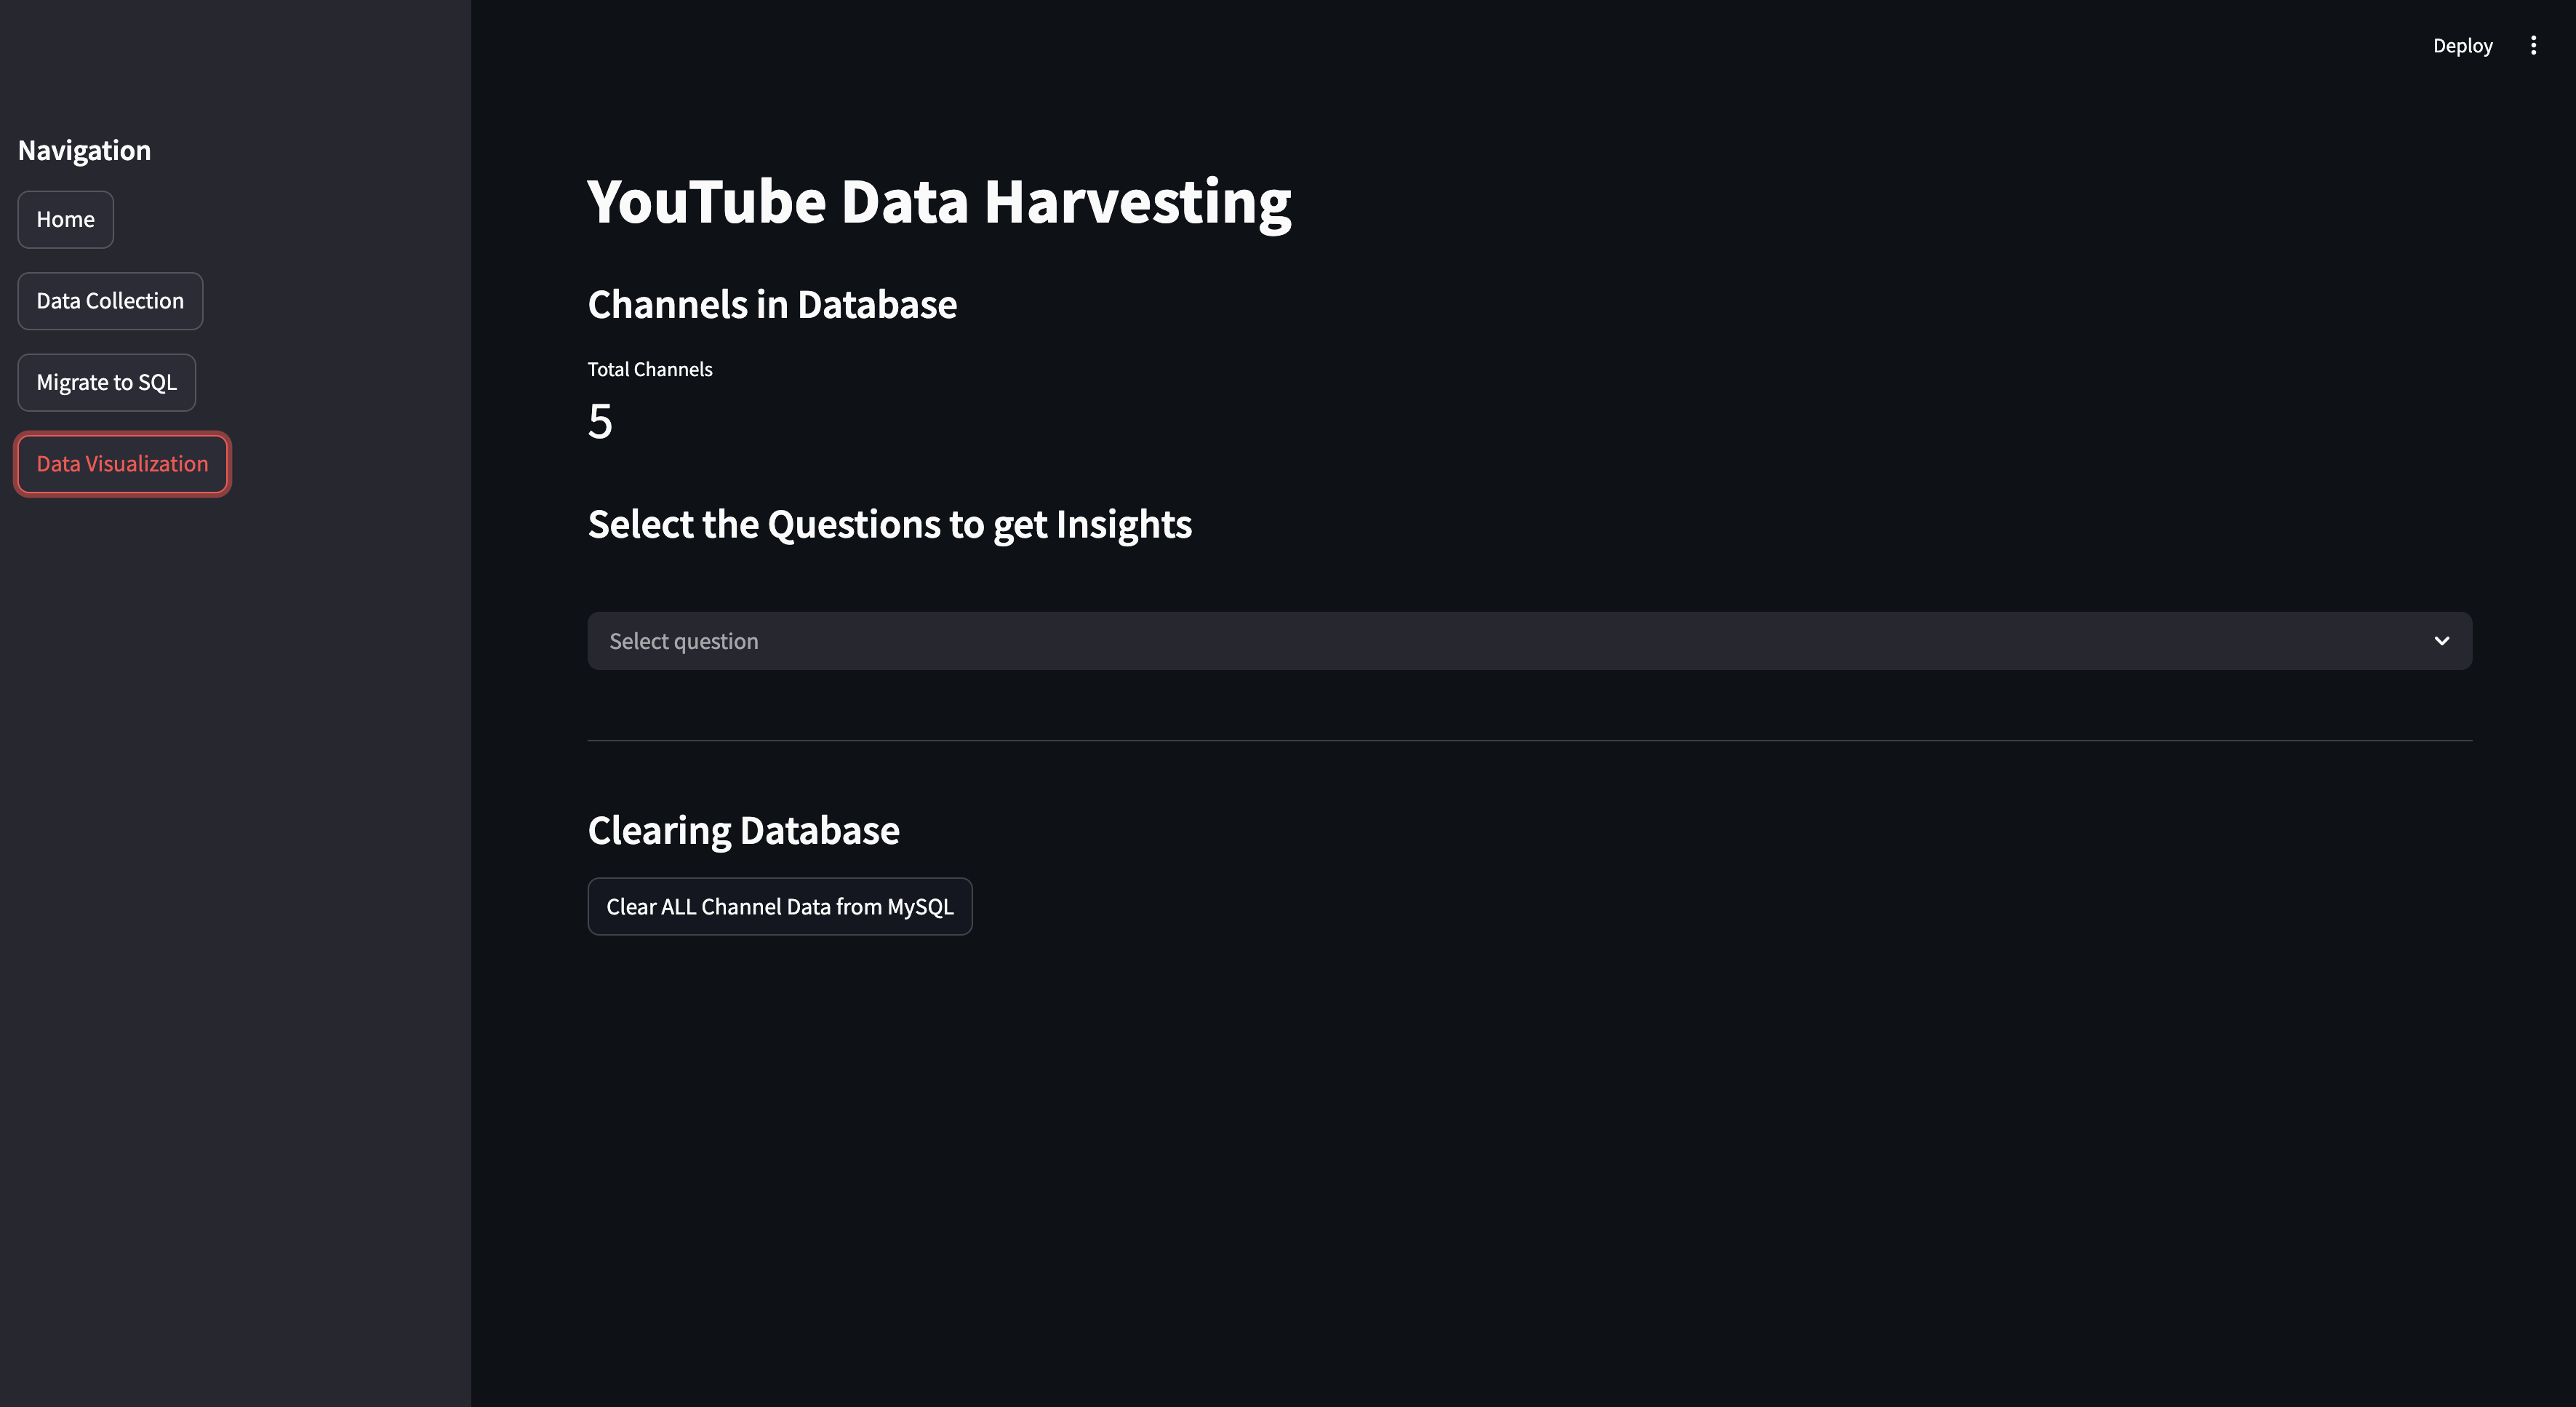 Deploy
Navigation
Home
Data Collection
Migrate to SQL
Data Visualization
YouTube Data Harvesting
Channels in Database
Total Channels
5
Select the Questions to get Insights
Select question
Clearing Database
Clear ALL Channel Data from MySQL